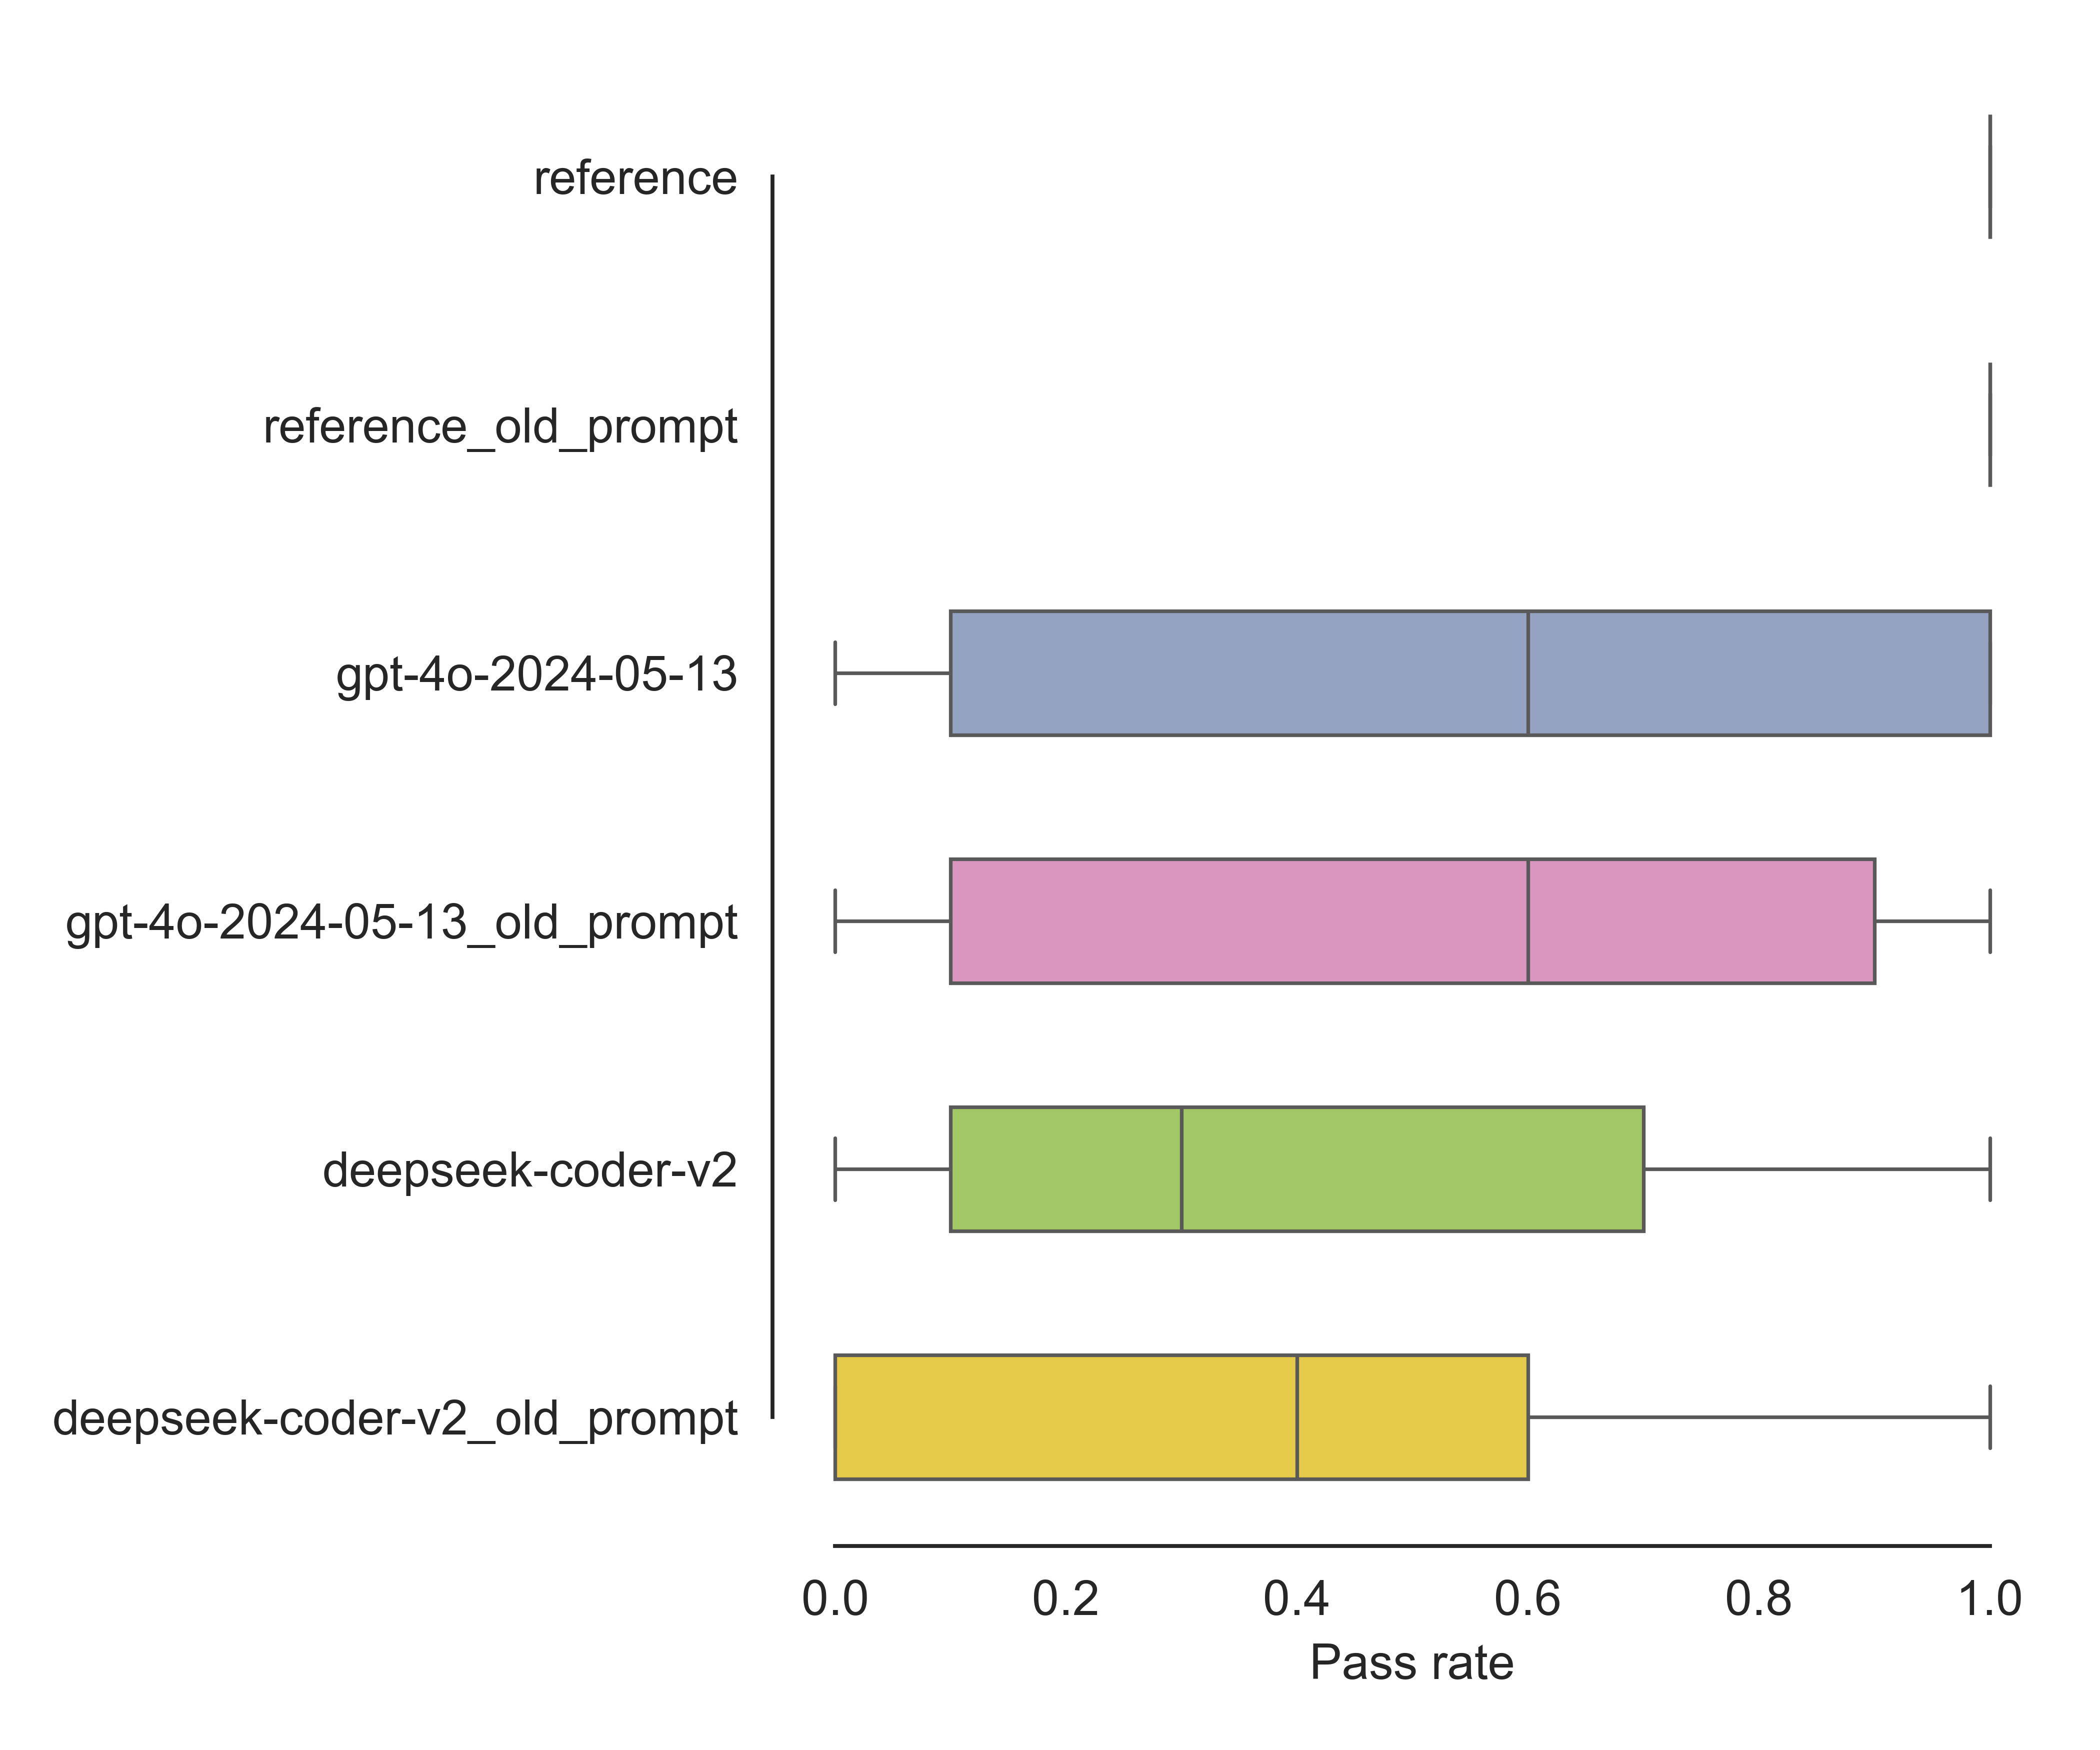 reference
reference_old_prompt
gpt-4o-2024-05-13
gpt-4o-2024-05-13_old_prompt
deepseek-coder-v2
deepseek-coder-v2_old_prompt
0.0 0.2 0.4 0.6 0.8 1.0
Pass rate